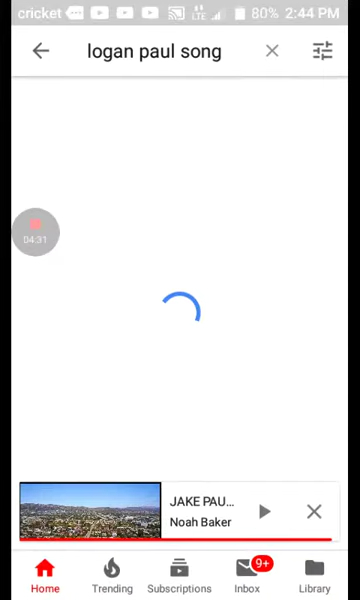 cricket LTE 80% 2:44 PM
logan paul song
04:31
JAKE PAU...
Noah Baker
9+
Home Trending Subscriptions Inbox Library